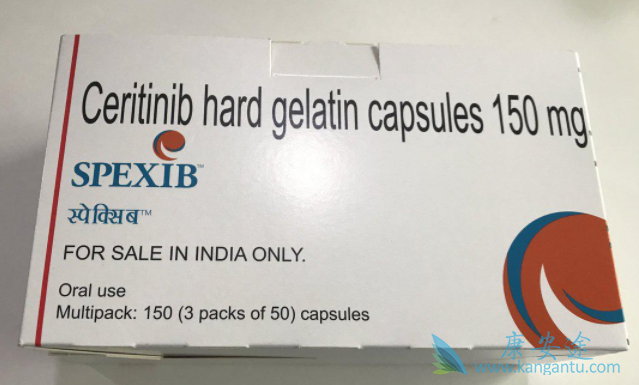 Ceritinib hard gelatin capsules 150 mg.
SPEXIB™
स्पेक्सिब™
FOR SALE IN INDIA ONLY.
Oral use
Multipack: 150 (3 packs of 50) capsules
康安途
www.kangantu.com